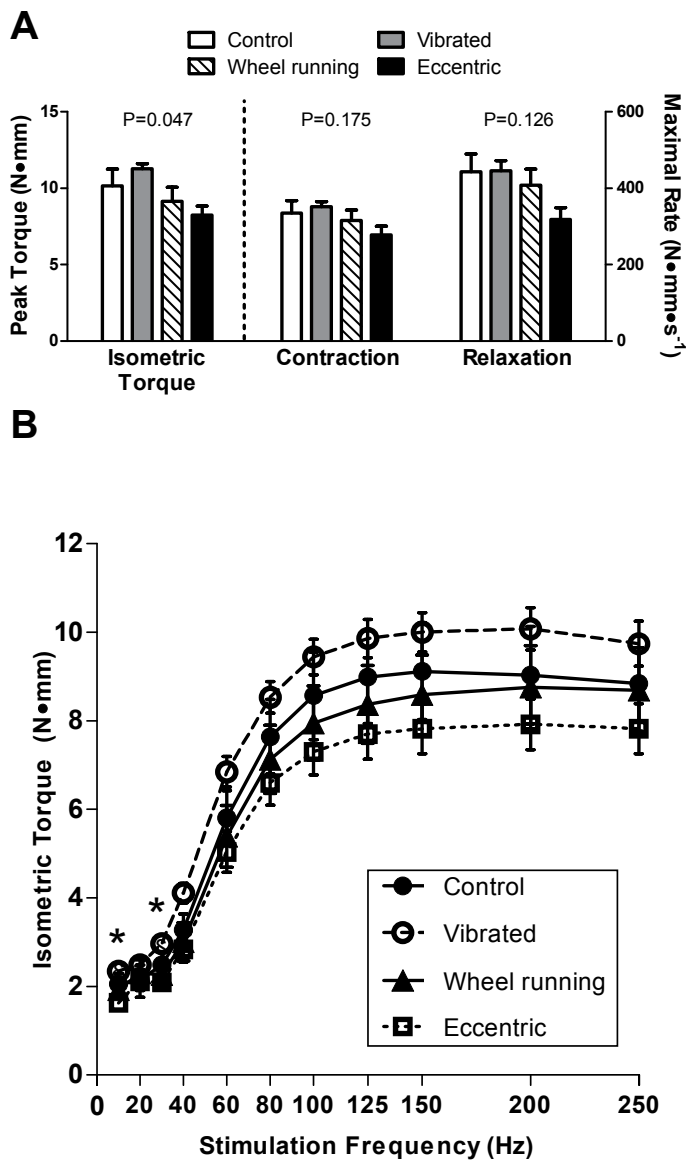 A
Control
Vibrated
Wheel running
Eccentric
15
10
5
0
Peak Torque (N•mm)
P=0.047
P=0.175
P=0.126
600
400
200
0
Maximal Rate (N•mm•s-1)
Isometric
Torque
Contraction
Relaxation
B
12
10
8
6
4
2
0
Isometric Torque (N•mm)
*
*
Control
Vibrated
Wheel running
Eccentric
0 20 40 60 80 100 125 150 200 250
Stimulation Frequency (Hz)